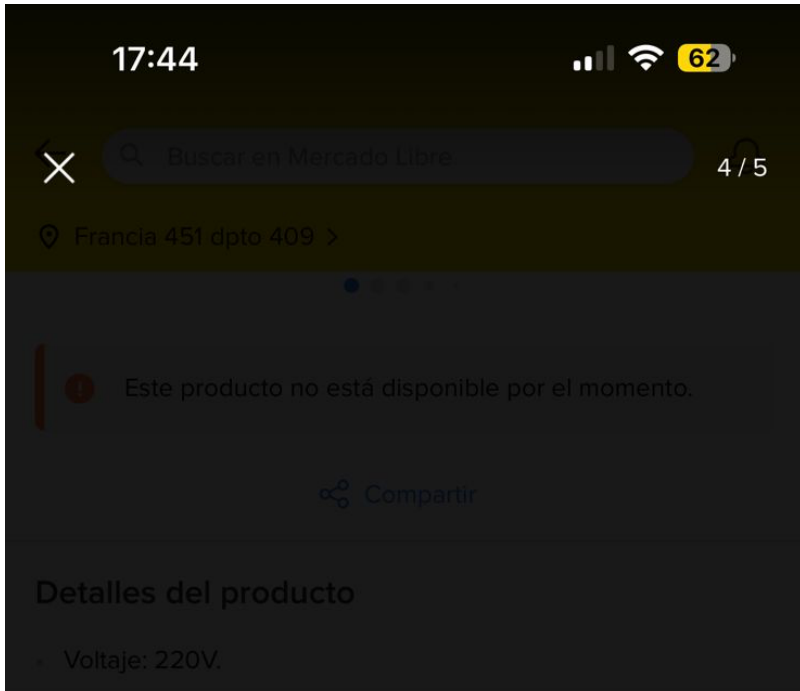 17:44
62
Buscar en Mercado Libre
4 / 5
Francia 451 dpto 409
Este producto no está disponible por el momento.
Compartir
Detalles del producto
Voltaje: 220V.